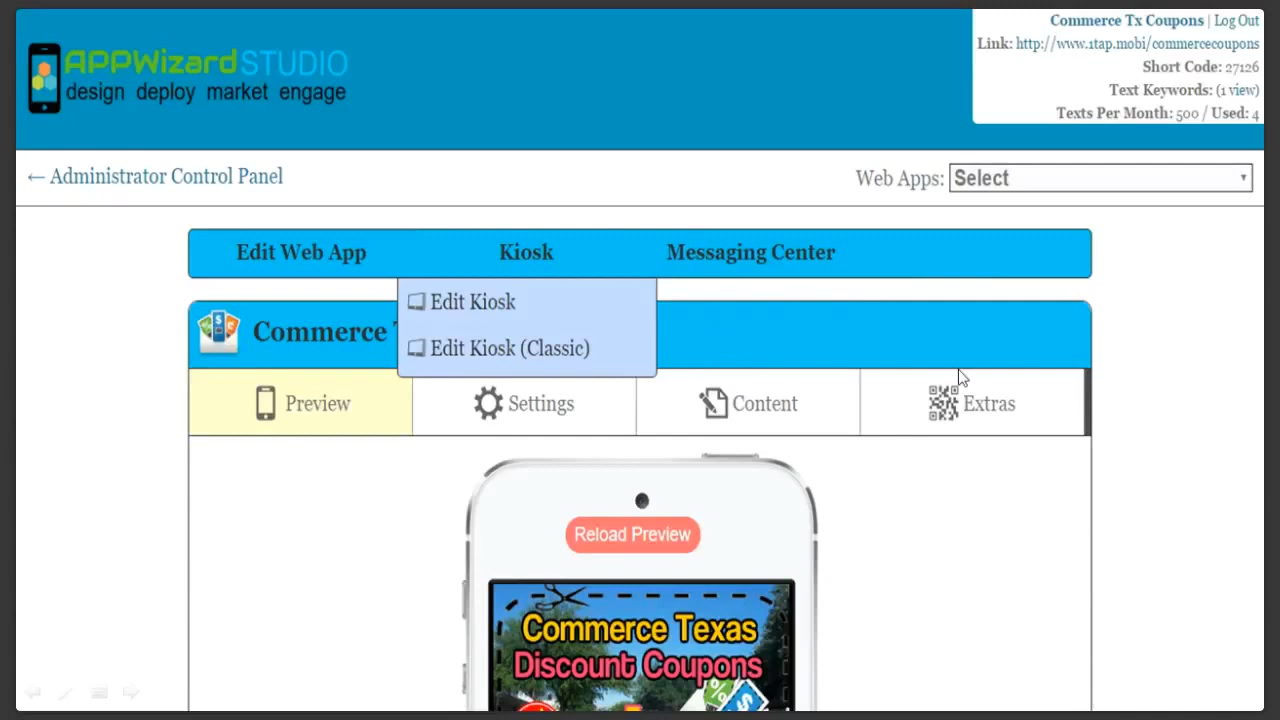 Commerce Tx Coupons | Log Out
APPWizard STUDIO
design deploy market engage
Link: http://www.1tap.mobi/commercecoupons
Short Code: 27126
Text Keywords: (1 view)
Texts Per Month: 500 / Used: 4
← Administrator Control Panel
Web Apps: Select
Edit Web App Kiosk Messaging Center
Edit Kiosk
Commerce
Edit Kiosk (Classic)
Preview Settings Content Extras
Reload Preview
Commerce Texas
Discount Coupons